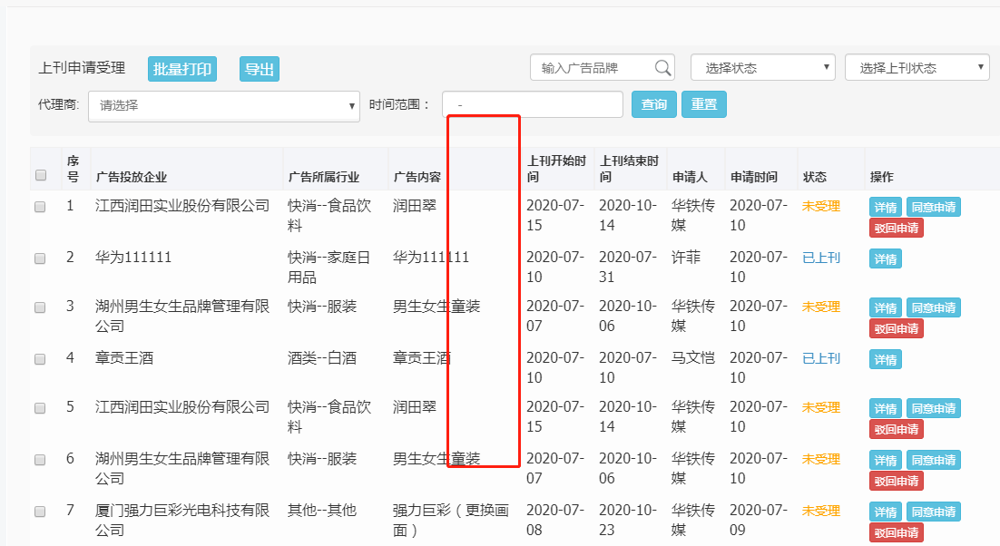 上刊申请受理 批量打印 导出 输入广告品牌 选择状态 选择上刊状态
代理商: 请选择 时间范围： - 查询 重置
序号 广告投放企业 广告所属行业 广告内容 上刊开始时间 上刊结束时间 申请人 申请时间 状态 操作
1 江西润田实业股份有限公司 快消--食品饮料 润田翠 2020-07-15 2020-10-14 华铁传媒 2020-07-10 未受理 详情 同意申请 驳回申请
2 华为111111 快消--家庭日用品 华为111111 2020-07-10 2020-07-31 许菲 2020-07-10 已上刊 详情
3 湖州男生女生品牌管理有限公司 快消--服装 男生女生童装 2020-07-07 2020-10-06 华铁传媒 2020-07-10 未受理 详情 同意申请 驳回申请
4 章贡王酒 酒类--白酒 章贡王酒 2020-07-10 2020-07-10 马文恺 2020-07-10 已上刊 详情
5 江西润田实业股份有限公司 快消--食品饮料 润田翠 2020-07-15 2020-10-14 华铁传媒 2020-07-10 未受理 详情 同意申请 驳回申请
6 湖州男生女生品牌管理有限公司 快消--服装 男生女生童装 2020-07-07 2020-10-06 华铁传媒 2020-07-10 未受理 详情 同意申请 驳回申请
7 厦门强力巨彩光电科技有限公司 其他--其他 强力巨彩（更换画面） 2020-07-08 2020-10-23 华铁传媒 2020-07-09 未受理 详情 同意申请 驳回申请